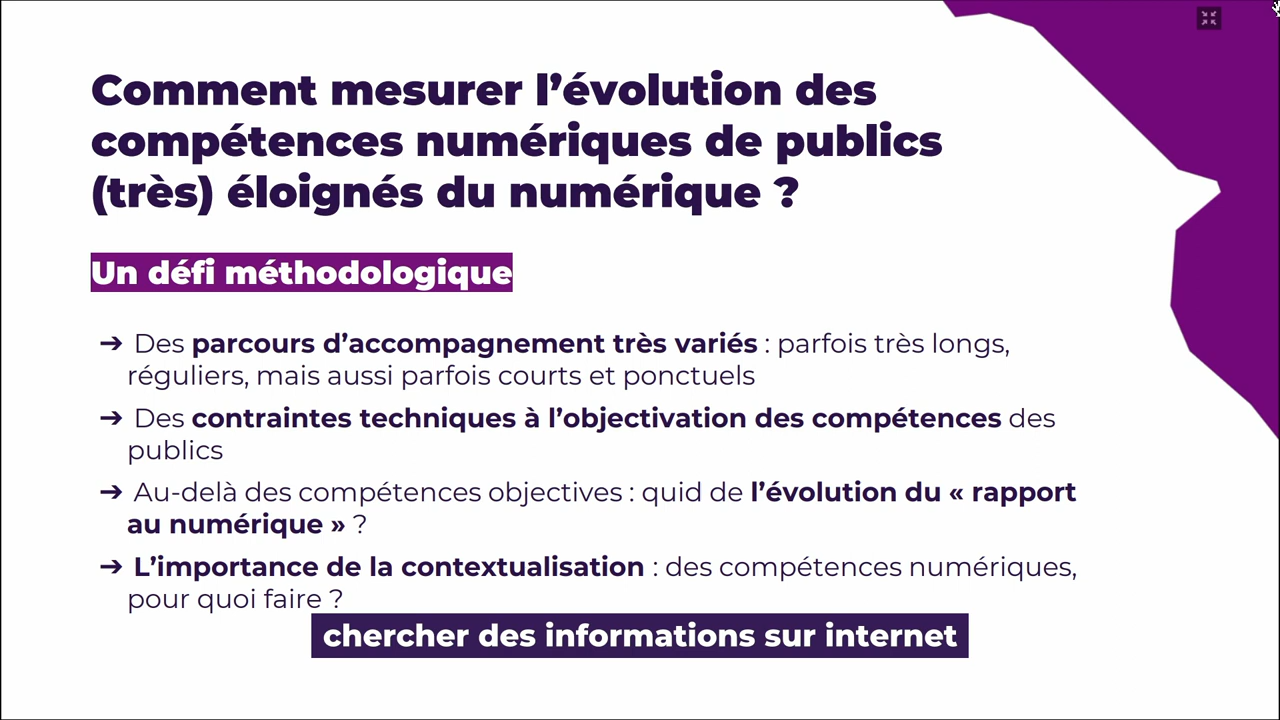 Comment mesurer l’évolution des
compétences numériques de publics
(très) éloignés du numérique ?
Un défi méthodologique
➔ Des parcours d’accompagnement très variés : parfois très longs,
réguliers, mais aussi parfois courts et ponctuels
➔ Des contraintes techniques à l’objectivation des compétences des
publics
➔ Au-delà des compétences objectives : quid de l’évolution du « rapport
au numérique » ?
➔ L’importance de la contextualisation : des compétences numériques,
pour quoi faire ?
chercher des informations sur internet